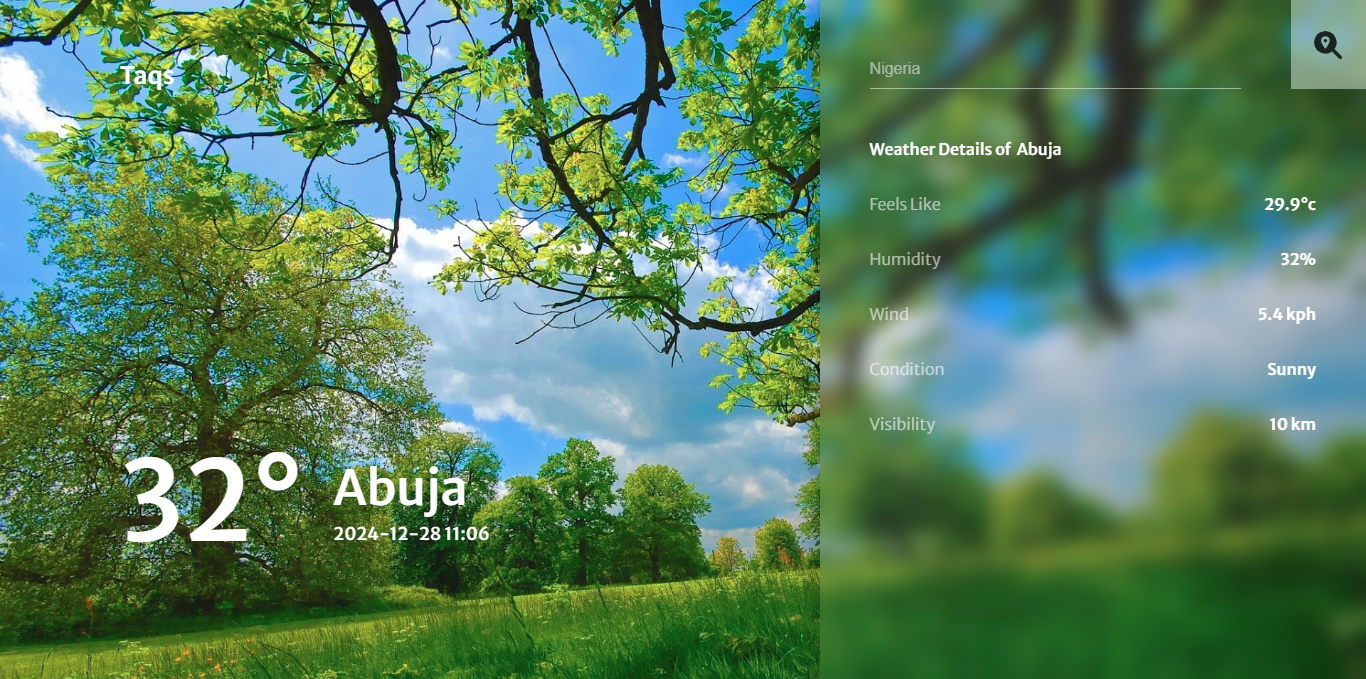 Taqs
32°
Abuja
2024-12-28 11:06
Nigeria
Weather Details of Abuja
Feels Like 29.9°c
Humidity 32%
Wind 5.4 kph
Condition Sunny
Visibility 10 km